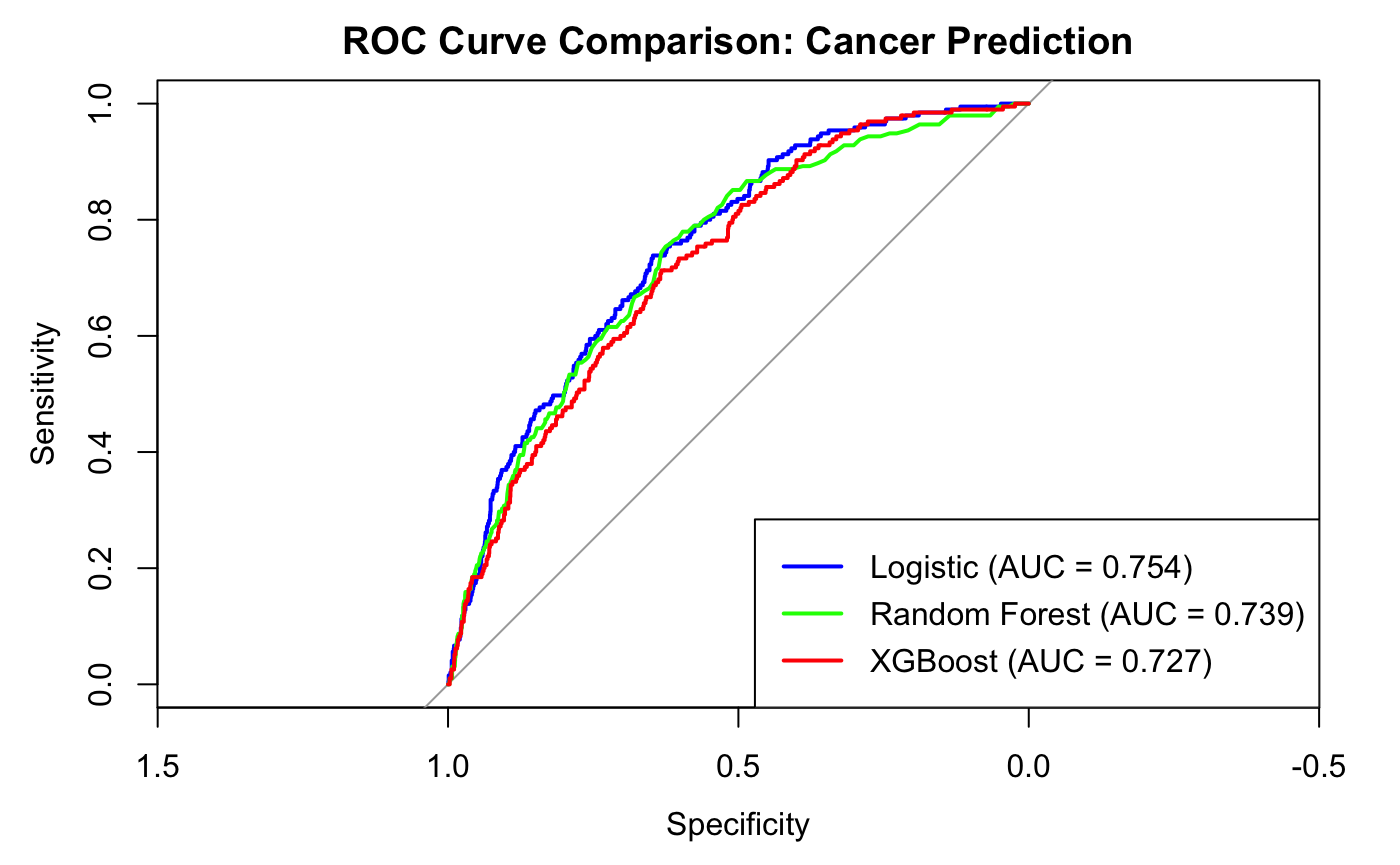 ROC Curve Comparison: Cancer Prediction
Sensitivity
1.0
0.8
0.6
0.4
0.2
0.0
Logistic (AUC = 0.754)
Random Forest (AUC = 0.739)
XGBoost (AUC = 0.727)
1.5 1.0 0.5 0.0 -0.5
Specificity